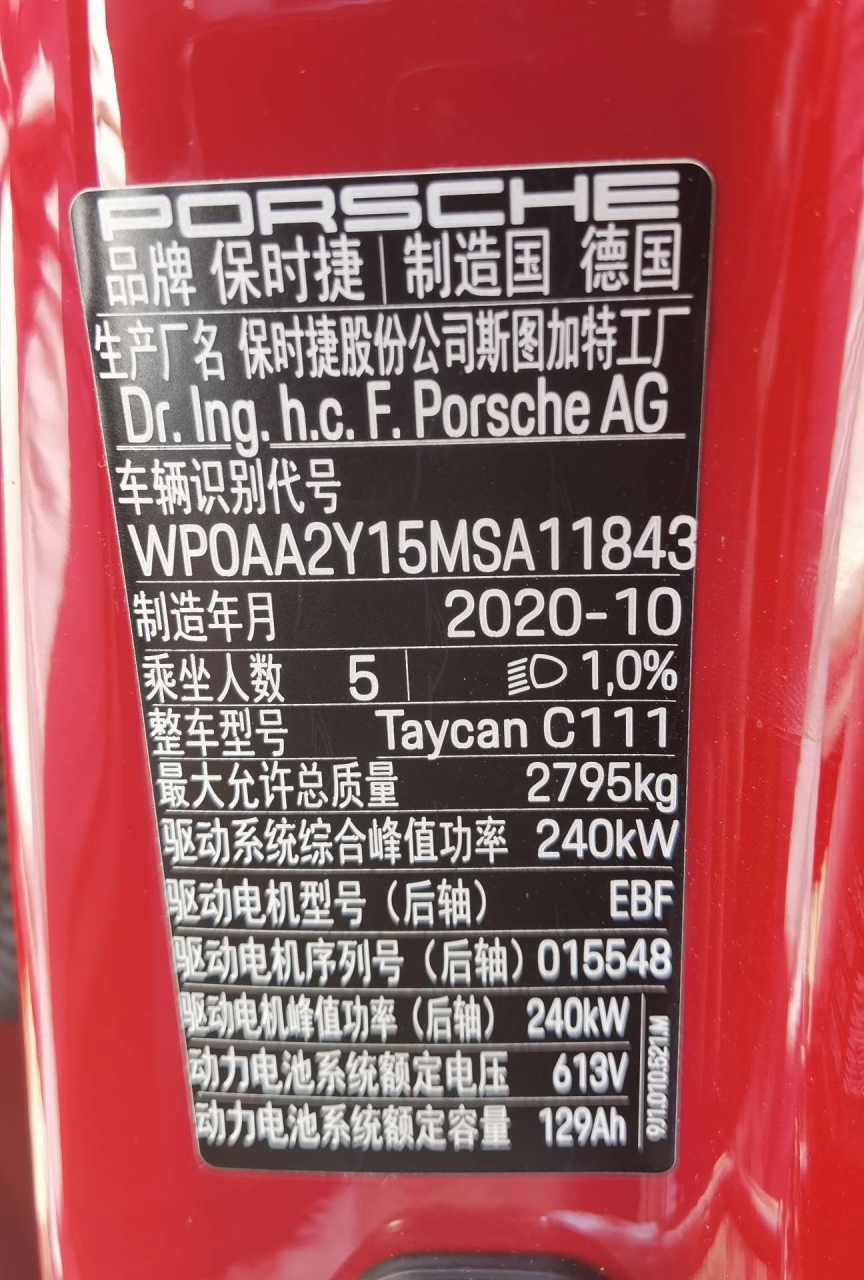 PORSCHE
品牌 保时捷 制造国 德国
生产厂名 保时捷股份公司斯图加特工厂
Dr. Ing. h.c. F. Porsche AG
车辆识别代号
WP0AA2Y15MSA11843
制造年月 2020-10
乘坐人数 5 1,0%
整车型号 Taycan C111
最大允许总质量 2795kg
驱动系统综合峰值功率 240kW
驱动电机型号（后轴） EBF
驱动电机序列号（后轴） 015548
驱动电机峰值功率（后轴） 240kW
动力电池系统额定电压 613V
动力电池系统额定容量 129Ah
9J1.010.521.M